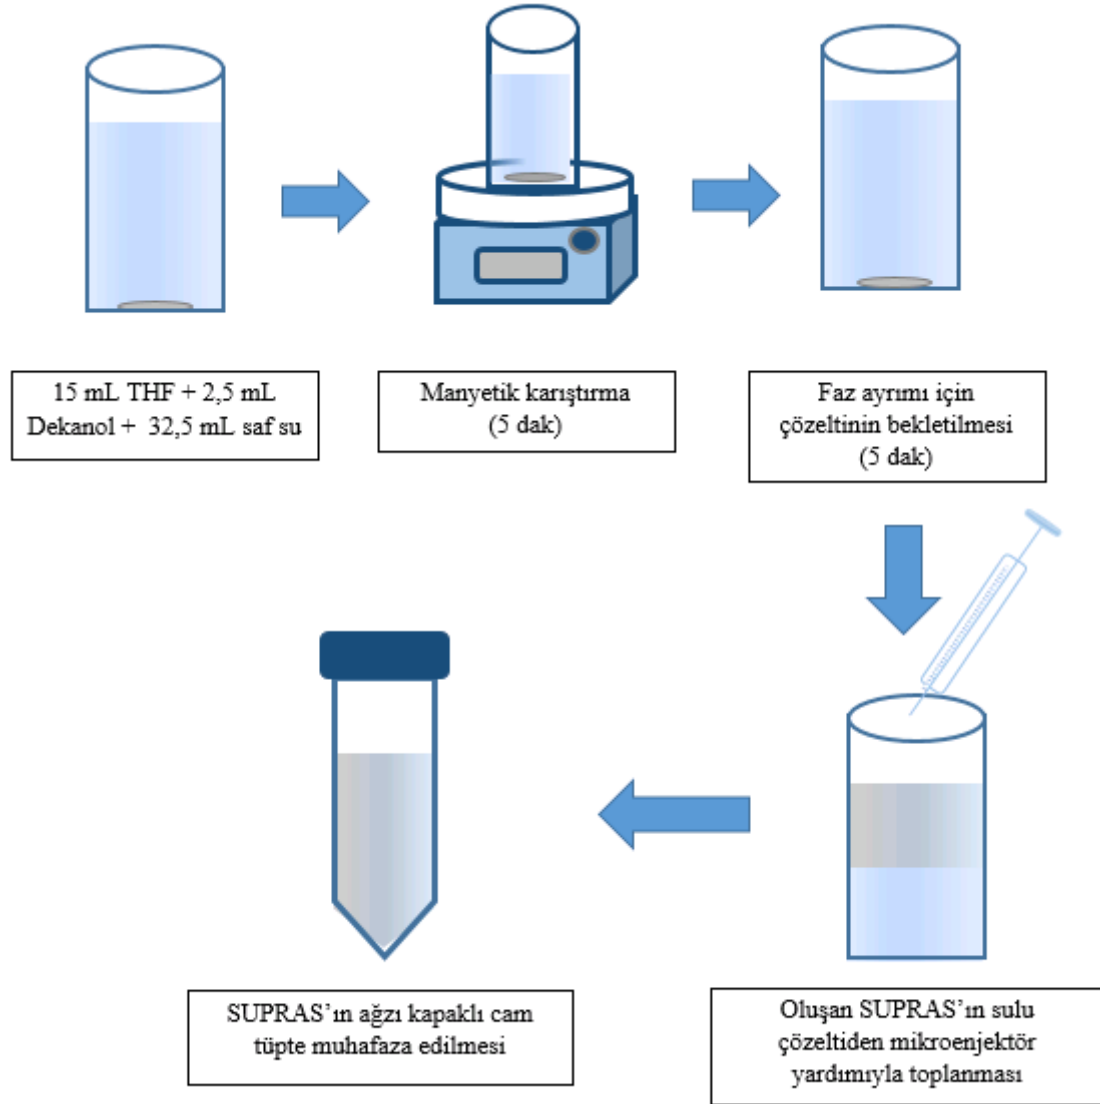 15 mL THF + 2,5 mL
Dekanol + 32,5 mL saf su
Manyetik karıştırma
(5 dak)
Faz ayrımı için
çözeltinin bekletilmesi
(5 dak)
Oluşan SUPRAS’ın sulu
çözeltiden mikroenjektör
yardımıyla toplanması
SUPRAS’ın ağzı kapaklı cam
tüpte muhafaza edilmesi